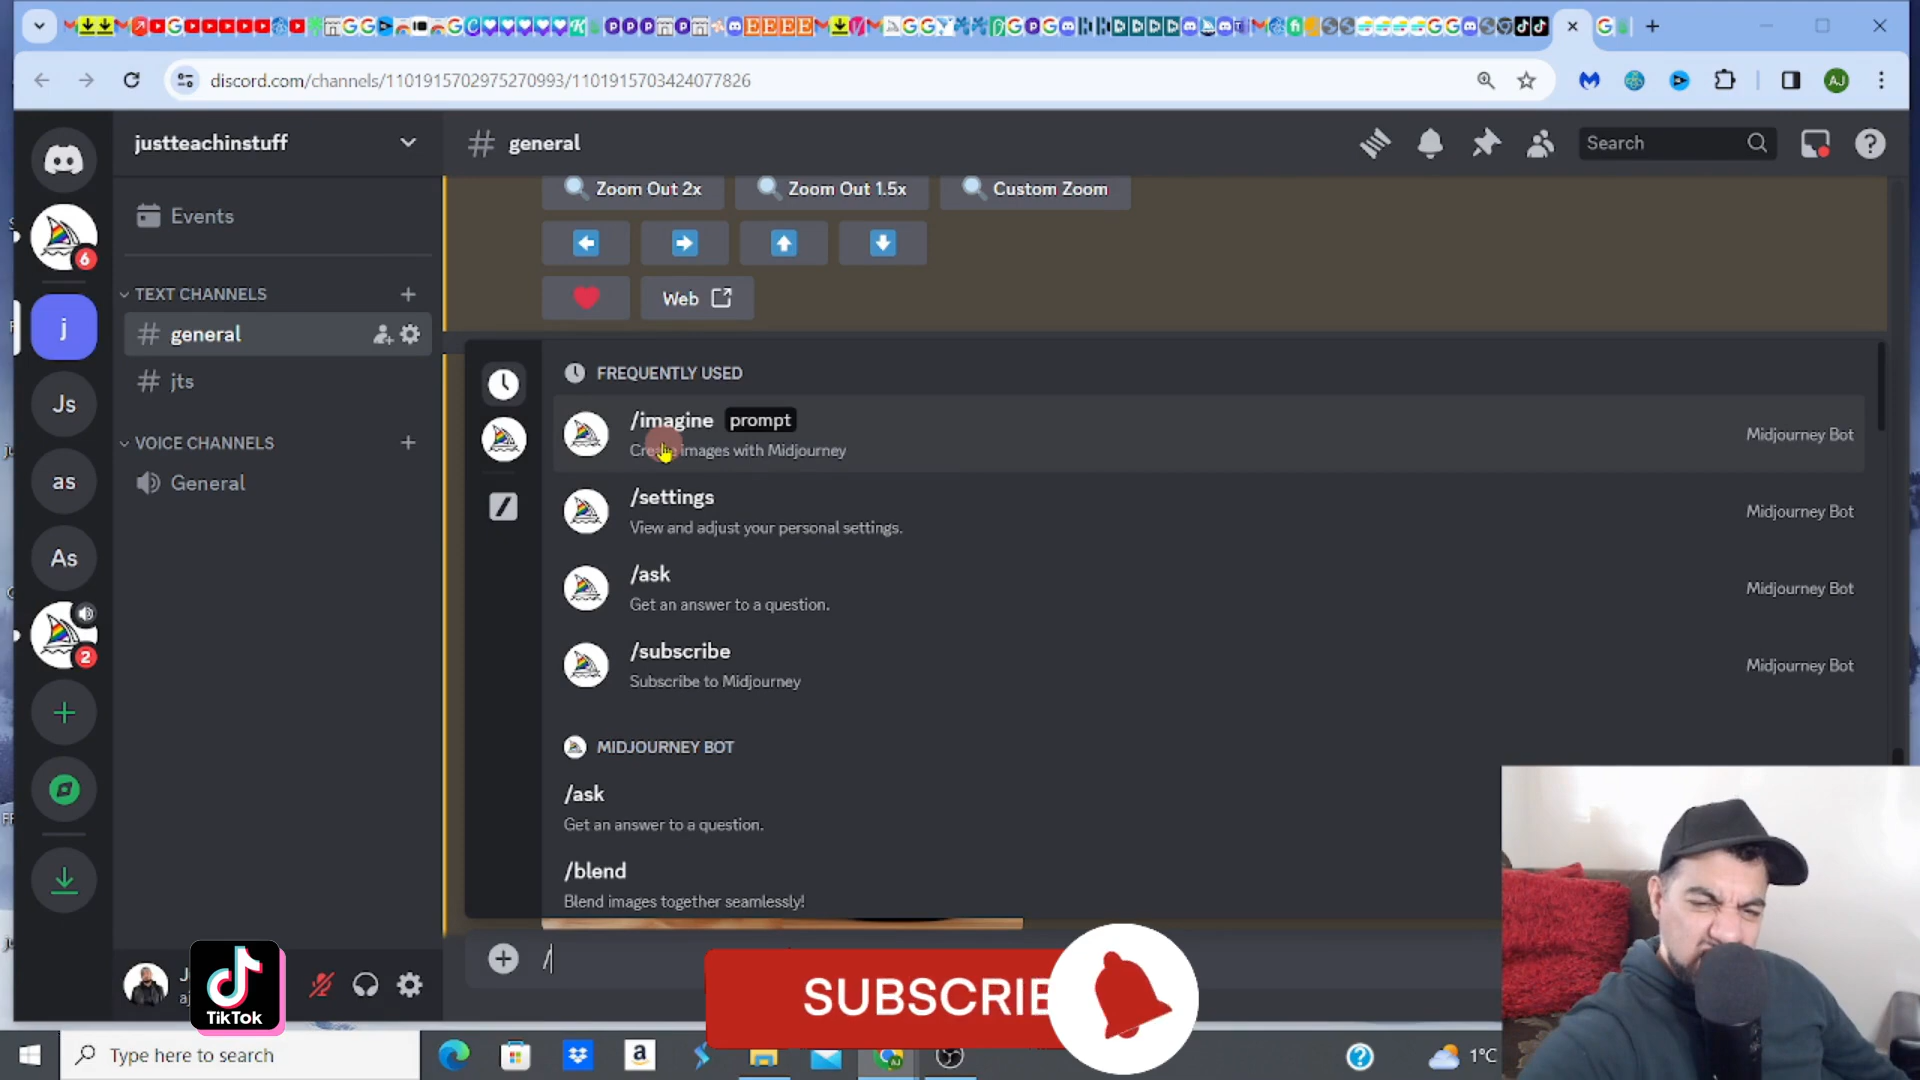 discord.com/channels/1101915702975270993/1101915703424077826
AJ
justteachinstuff
general
Search
Zoom Out 2x
Zoom Out 1.5x
Custom Zoom
Events
6
TEXT CHANNELS
Web
general
j
FREQUENTLY USED
jts
Js
/imagine prompt
Create images with Midjourney
Midjourney Bot
VOICE CHANNELS
General
as
/settings
View and adjust your personal settings.
Midjourney Bot
As
/ask
Get an answer to a question.
Midjourney Bot
2
/subscribe
Subscribe to Midjourney
Midjourney Bot
MIDJOURNEY BOT
/ask
Get an answer to a question.
/blend
Blend images together seamlessly!
/
TikTok
SUBSCRIBE
Type here to search
1°C